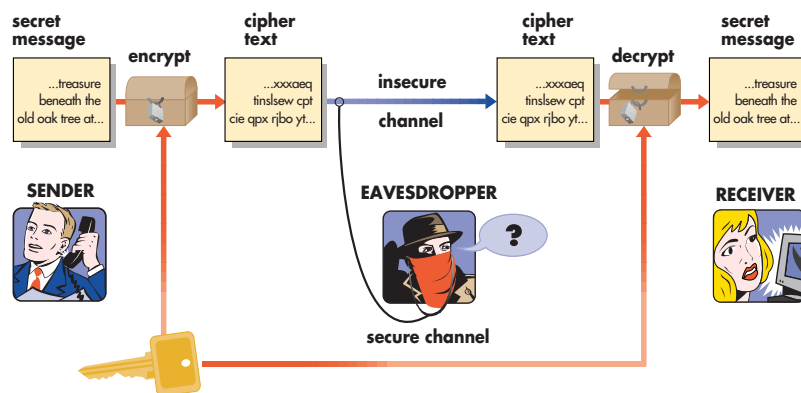 secret
message
encrypt
cipher
text
cipher
text
decrypt
secret
message
...treasure
beneath the
old oak tree at...
...xxxaeq
tinslsew cpt
cie qpx rjbo yt...
insecure
channel
...xxxaeq
tinslsew cpt
cie qpx rjbo yt...
...treasure
beneath the
old oak tree at...
SENDER
EAVESDROPPER
?
RECEIVER
secure channel